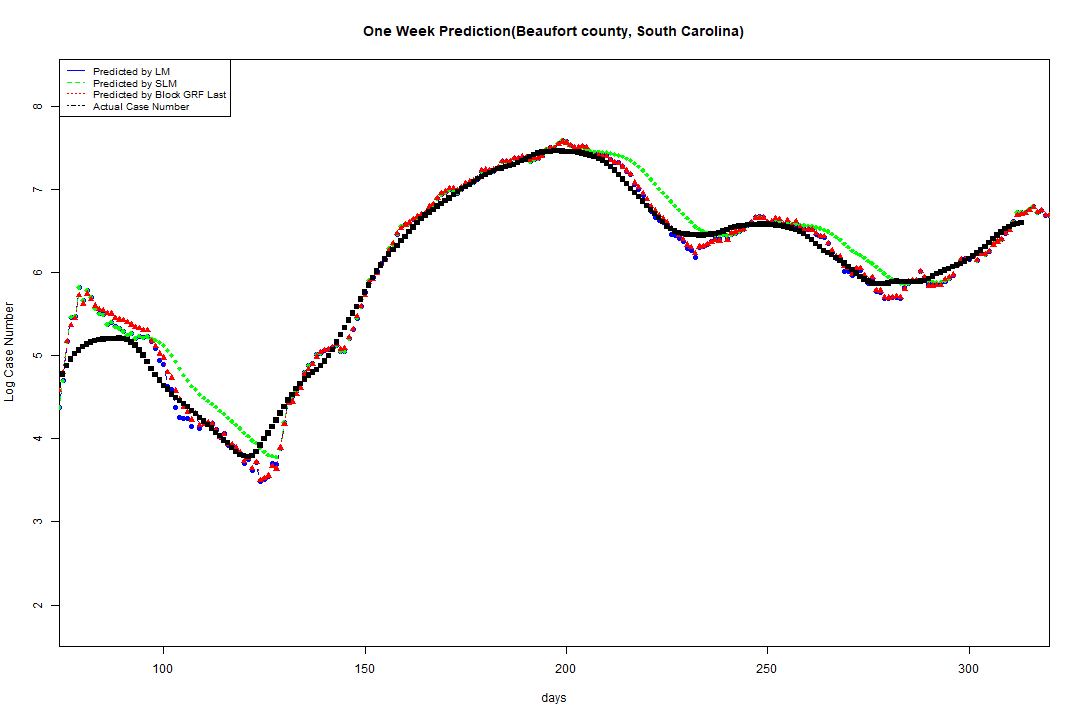 One Week Prediction(Beaufort county, South Carolina)
Predicted by LM
Predicted by SLM
Predicted by Block GRF Last
Actual Case Number
Log Case Number
8
7
6
5
4
3
2
100 150 200 250 300
days